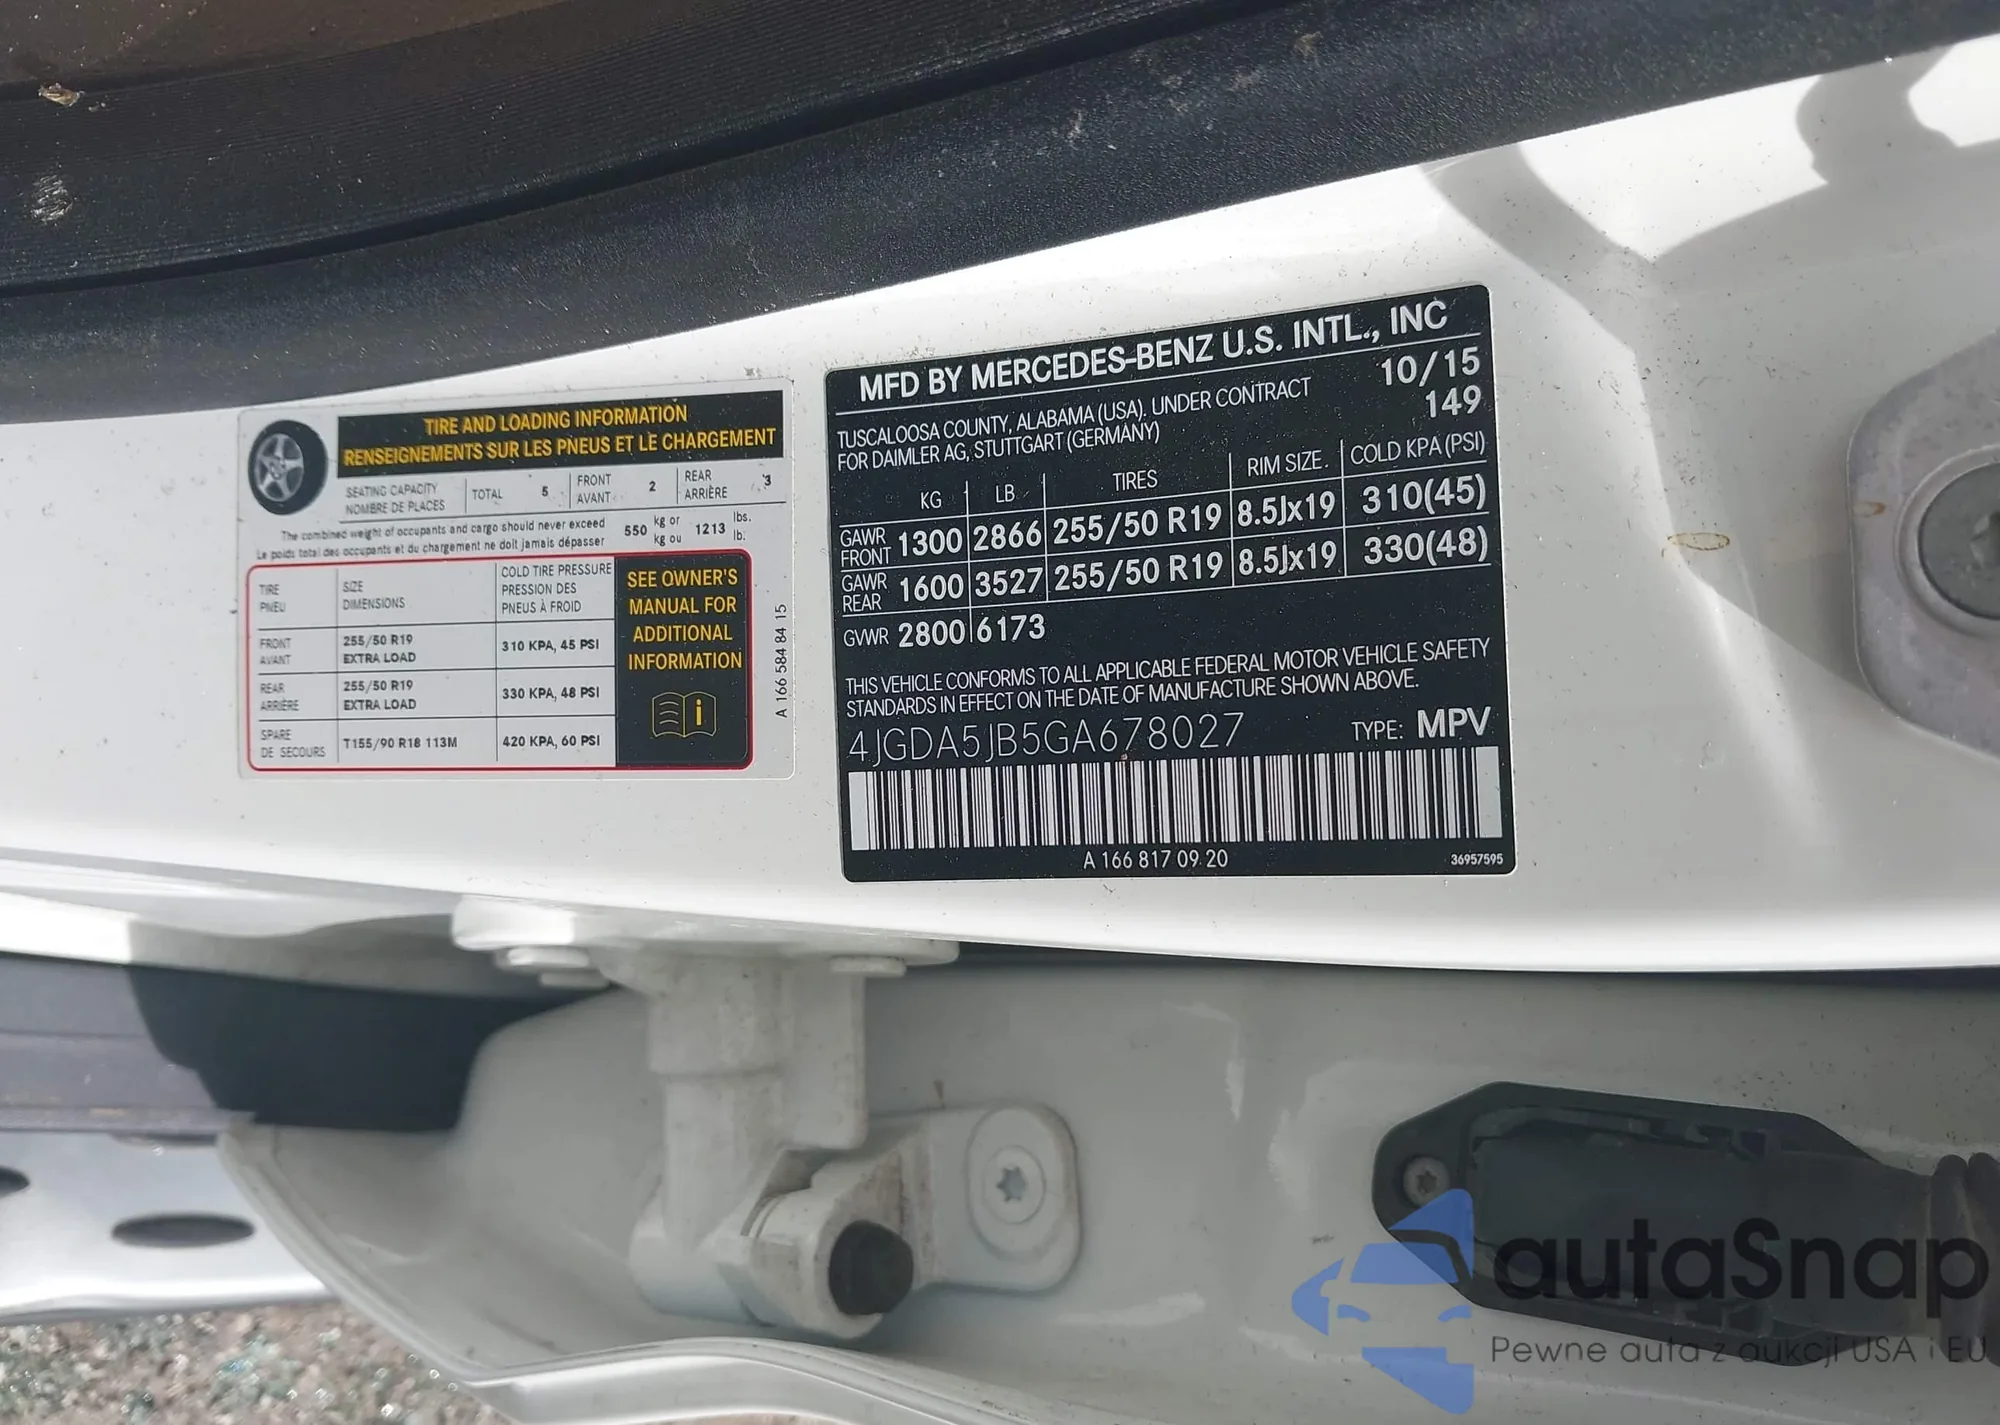 TIRE AND LOADING INFORMATION
RENSEIGNEMENTS SUR LES PNEUS ET LE CHARGEMENT
SEATING CAPACITY
NOMBRE DE PLACES
TOTAL 5
FRONT
AVANT 2
REAR
ARRIÈRE 3
The combined weight of occupants and cargo should never exceed
Le poids total des occupants et du chargement ne doit jamais dépasser
550 kg or
kg ou
1213 lbs.
lb.
TIRE
PNEU
SIZE
DIMENSIONS
COLD TIRE PRESSURE
PRESSION DES
PNEUS À FROID
FRONT
AVANT
255/50 R19
EXTRA LOAD
310 KPA, 45 PSI
REAR
ARRIÈRE
255/50 R19
EXTRA LOAD
330 KPA, 48 PSI
SPARE
DE SECOURS
T155/90 R18 113M
420 KPA, 60 PSI
SEE OWNER'S
MANUAL FOR
ADDITIONAL
INFORMATION
i
A 166 584 84 15
MFD BY MERCEDES-BENZ U.S. INTL., INC
TUSCALOOSA COUNTY, ALABAMA (USA). UNDER CONTRACT
FOR DAIMLER AG, STUTTGART (GERMANY)
10/15
149
KG LB TIRES RIM SIZE. COLD KPA (PSI)
GAWR
FRONT 1300 2866 255/50 R19 8.5Jx19 310(45)
GAWR
REAR 1600 3527 255/50 R19 8.5Jx19 330(48)
GVWR 2800 6173
THIS VEHICLE CONFORMS TO ALL APPLICABLE FEDERAL MOTOR VEHICLE SAFETY
STANDARDS IN EFFECT ON THE DATE OF MANUFACTURE SHOWN ABOVE.
4JGDA5JB5GA678027 TYPE: MPV
A 166 817 09 20 36957595
autaSnap
Pewne auta z aukcji USA i EU